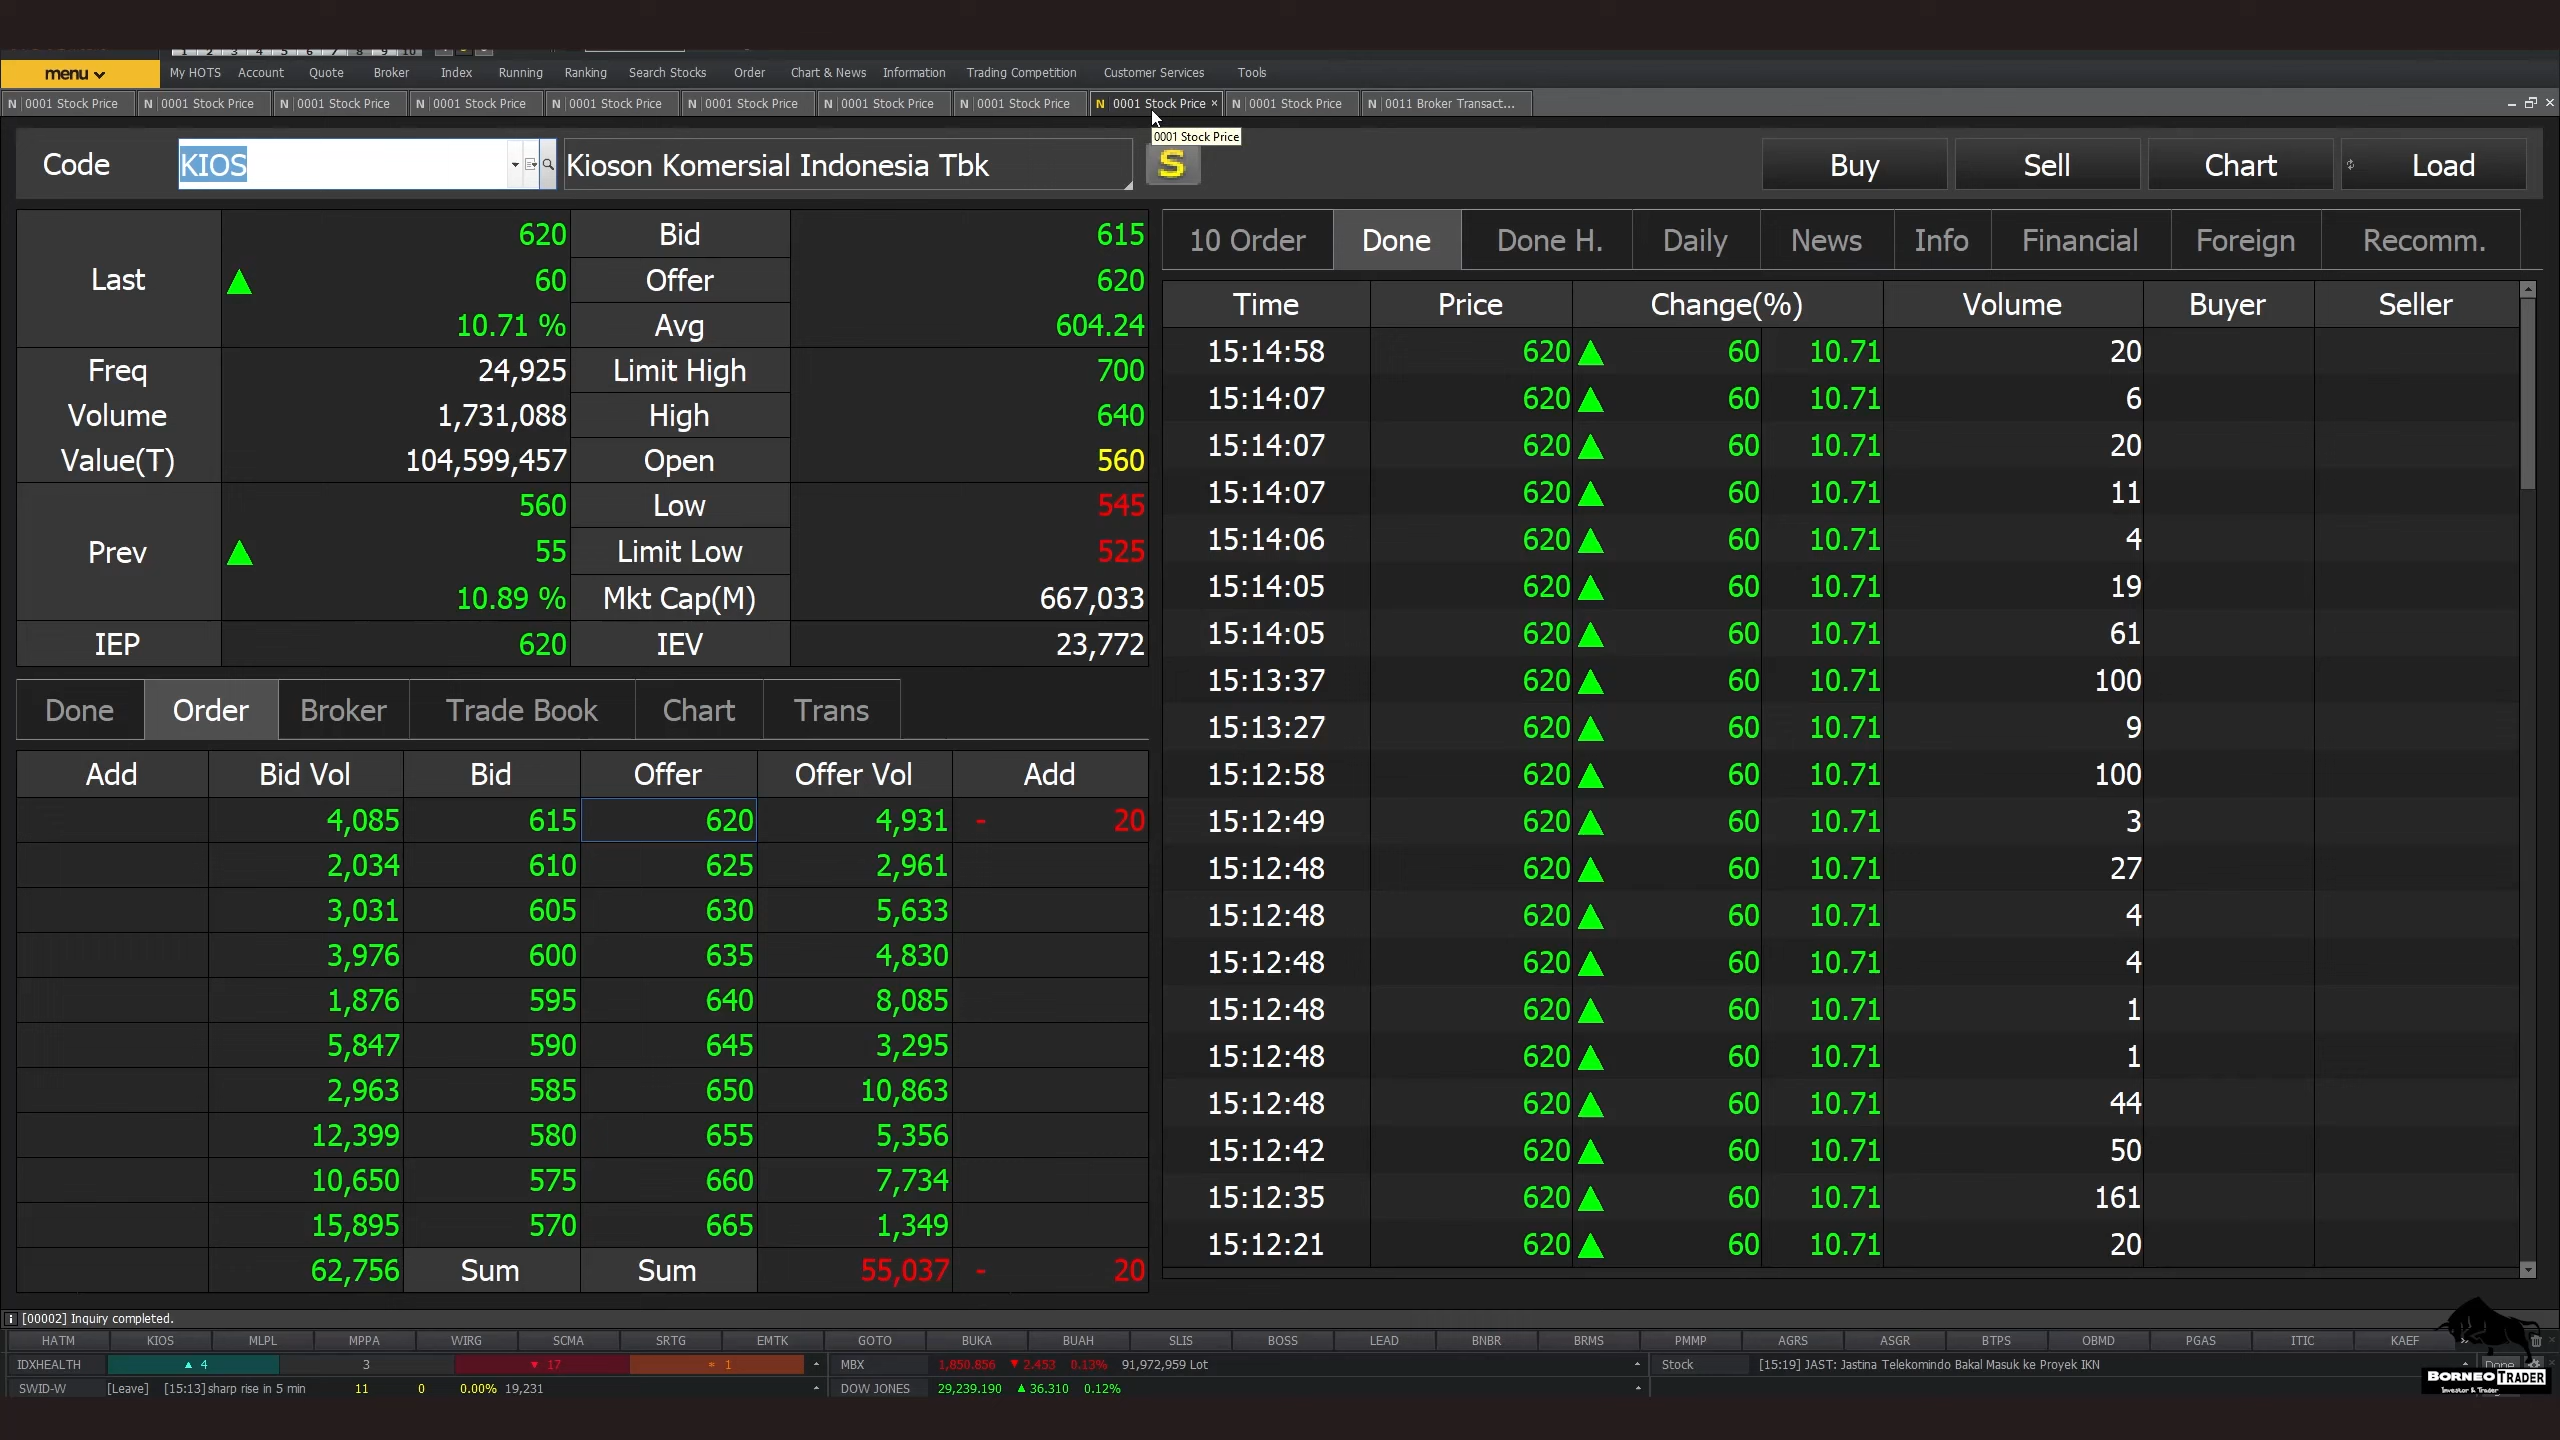 1 2 3 4 5 6 7 8 9 10
menu My HOTS Account Quote Broker Index Running Ranking Search Stocks Order Chart & News Information Trading Competition Customer Services Tools
N 0001 Stock Price N 0001 Stock Price N 0001 Stock Price N 0001 Stock Price N 0001 Stock Price N 0001 Stock Price N 0001 Stock Price N 0001 Stock Price N 0001 Stock Price × N 0001 Stock Price N 0011 Broker Transact...
0001 Stock Price
Code KIOS Kioson Komersial Indonesia Tbk S Buy Sell Chart Load
Last 620 Bid 615
▲ 60 Offer 620
10.71 % Avg 604.24
Freq 24,925 Limit High 700
Volume 1,731,088 High 640
Value(T) 104,599,457 Open 560
Prev 560 Low 545
▲ 55 Limit Low 525
10.89 % Mkt Cap(M) 667,033
IEP 620 IEV 23,772
Done Order Broker Trade Book Chart Trans
Add Bid Vol Bid Offer Offer Vol Add
4,085 615 620 4,931 - 20
2,034 610 625 2,961
3,031 605 630 5,633
3,976 600 635 4,830
1,876 595 640 8,085
5,847 590 645 3,295
2,963 585 650 10,863
12,399 580 655 5,356
10,650 575 660 7,734
15,895 570 665 1,349
62,756 Sum Sum 55,037 - 20
10 Order Done Done H. Daily News Info Financial Foreign Recomm.
Time Price Change(%) Volume Buyer Seller
15:14:58 620 ▲ 60 10.71 20
15:14:07 620 ▲ 60 10.71 6
15:14:07 620 ▲ 60 10.71 20
15:14:07 620 ▲ 60 10.71 11
15:14:06 620 ▲ 60 10.71 4
15:14:05 620 ▲ 60 10.71 19
15:14:05 620 ▲ 60 10.71 61
15:13:37 620 ▲ 60 10.71 100
15:13:27 620 ▲ 60 10.71 9
15:12:58 620 ▲ 60 10.71 100
15:12:49 620 ▲ 60 10.71 3
15:12:48 620 ▲ 60 10.71 27
15:12:48 620 ▲ 60 10.71 4
15:12:48 620 ▲ 60 10.71 4
15:12:48 620 ▲ 60 10.71 1
15:12:48 620 ▲ 60 10.71 1
15:12:48 620 ▲ 60 10.71 44
15:12:42 620 ▲ 60 10.71 50
15:12:35 620 ▲ 60 10.71 161
15:12:21 620 ▲ 60 10.71 20
[00002] Inquiry completed.
HATM KIOS MLPL MPPA WIRG SCMA SRTG EMTK GOTO BUKA BUAH SLIS BOSS LEAD BNBR BRMS PMMP AGRS ASGR BTPS OBMD PGAS ITIC KAEF
IDXHEALTH ▲ 4 3 ▼ 17 1 MBX 1,850.856 ▼ 2.453 0.13% 91,972,959 Lot Stock [15:19] JAST: Jastina Telekomindo Bakal Masuk ke Proyek IKN Done
SWID-W [Leave] [15:13]sharp rise in 5 min 11 0 0.00% 19,231 DOW JONES 29,239.190 ▲ 36.310 0.12%
BORNEO TRADER
Investor & Trader